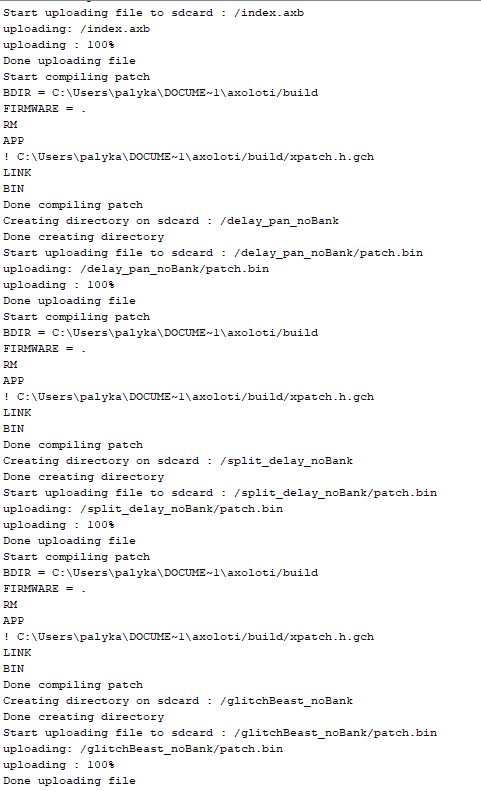 Start uploading file to sdcard : /index.axb
uploading: /index.axb
uploading : 100%
Done uploading file
Start compiling patch
BDIR = C:\Users\palyka\DOCUME~1\axoloti/build
FIRMWARE = .
RM
APP
! C:\Users\palyka\DOCUME~1\axoloti/build/xpatch.h.gch
LINK
BIN
Done compiling patch
Creating directory on sdcard : /delay_pan_noBank
Done creating directory
Start uploading file to sdcard : /delay_pan_noBank/patch.bin
uploading: /delay_pan_noBank/patch.bin
uploading : 100%
Done uploading file
Start compiling patch
BDIR = C:\Users\palyka\DOCUME~1\axoloti/build
FIRMWARE = .
RM
APP
! C:\Users\palyka\DOCUME~1\axoloti/build/xpatch.h.gch
LINK
BIN
Done compiling patch
Creating directory on sdcard : /split_delay_noBank
Done creating directory
Start uploading file to sdcard : /split_delay_noBank/patch.bin
uploading: /split_delay_noBank/patch.bin
uploading : 100%
Done uploading file
Start compiling patch
BDIR = C:\Users\palyka\DOCUME~1\axoloti/build
FIRMWARE = .
RM
APP
! C:\Users\palyka\DOCUME~1\axoloti/build/xpatch.h.gch
LINK
BIN
Done compiling patch
Creating directory on sdcard : /glitchBeast_noBank
Done creating directory
Start uploading file to sdcard : /glitchBeast_noBank/patch.bin
uploading: /glitchBeast_noBank/patch.bin
uploading : 100%
Done uploading file